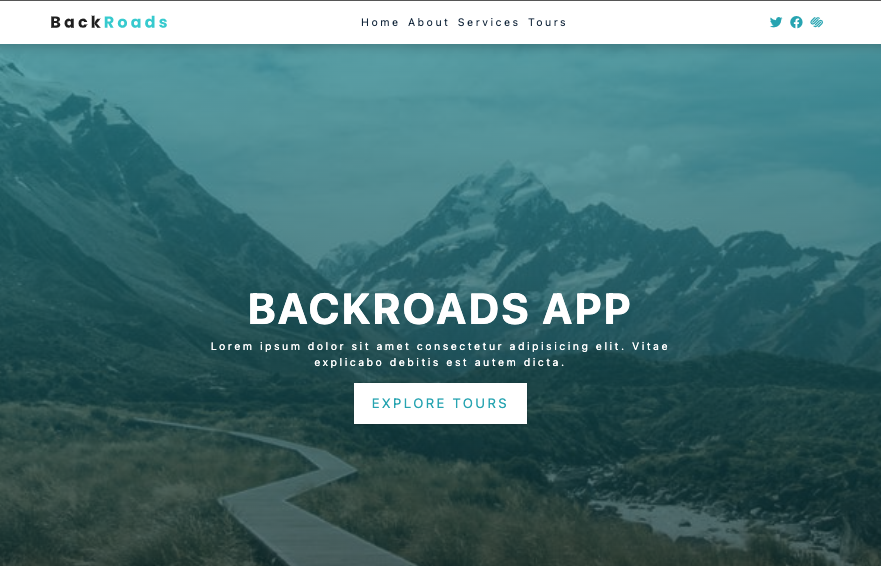 BackRoads
Home About Services Tours
BACKROADS APP
Lorem ipsum dolor sit amet consectetur adipisicing elit. Vitae
explicabo debitis est autem dicta.
EXPLORE TOURS